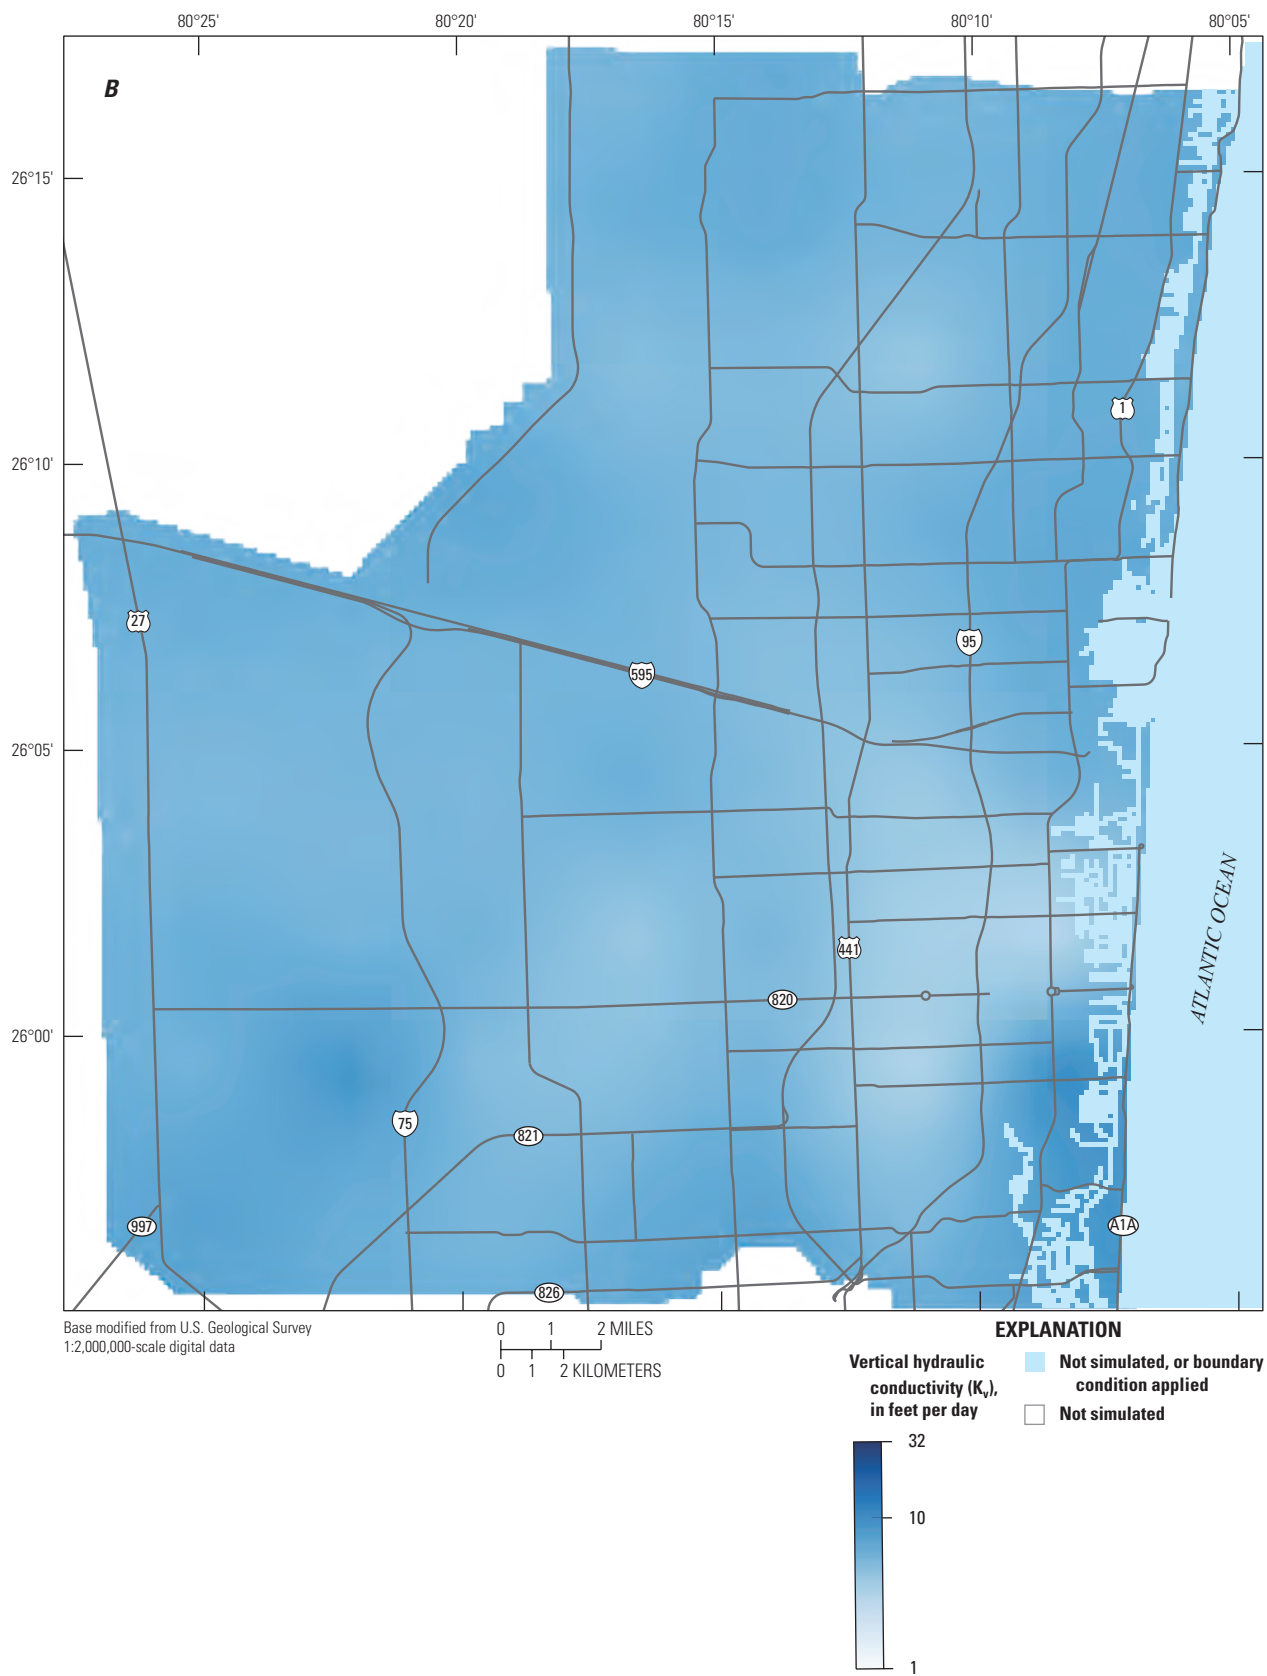 80°25'
80°20'
80°15'
80°10'
80°05'
B
26°15'
1
26°10'
27
95
595
26°05'
ATLANTIC OCEAN
441
820
26°00'
75
821
997
A1A
826
Base modified from U.S. Geological Survey
1:2,000,000-scale digital data
0 1 2 MILES
0 1 2 KILOMETERS
EXPLANATION
Vertical hydraulic
conductivity (Kv),
in feet per day
32
10
1
Not simulated, or boundary
condition applied
Not simulated